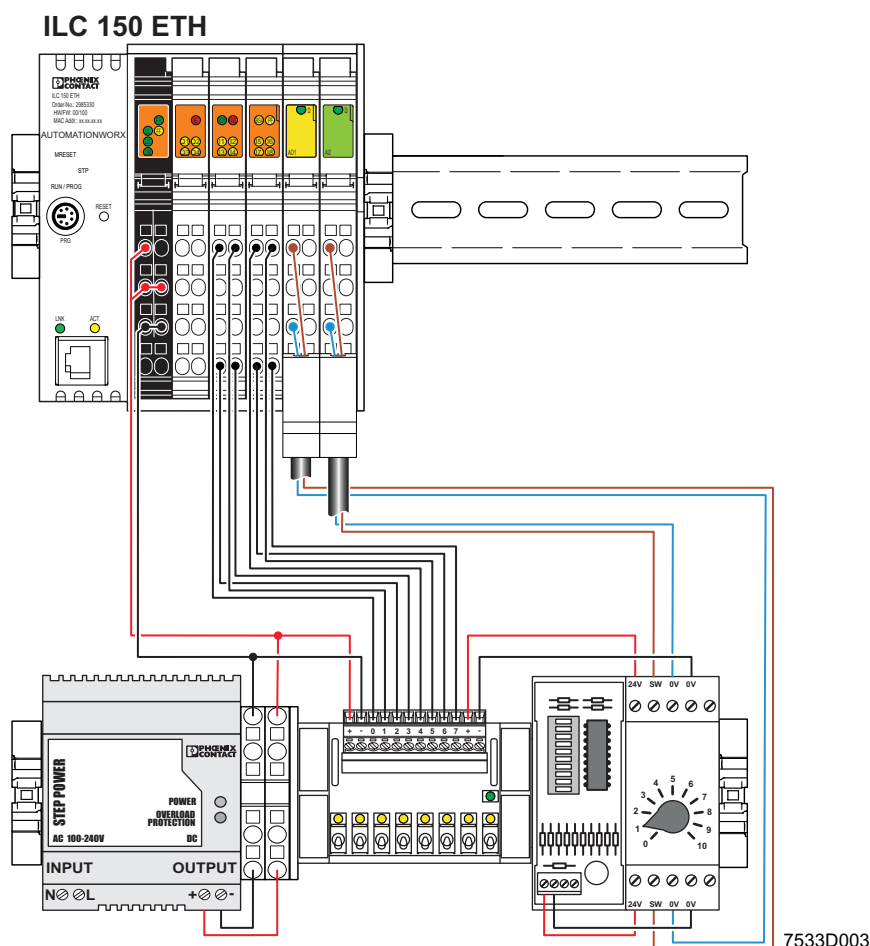 ILC 150 ETH
PHŒNIX
CONTACT
ILC 150 ETH
Order-No.: 2985330
HW/FW: 00/100
MAC Addr.: xx.xx.xx.xx
AUTOMATIONWORX
MRESET
STP
RUN / PROG
RESET
PRG
LNK ACT
AO1
D
AI2
D
+ - 0 1 2 3 4 5 6 7 + -
24V SW 0V 0V
0 1 2 3 4 5 6 7 8 9 10
24V SW 0V 0V
PHŒNIX
CONTACT
STEP POWER
POWER
OVERLOAD
PROTECTION
AC 100-240V DC
INPUT OUTPUT
N L + -
7533D003